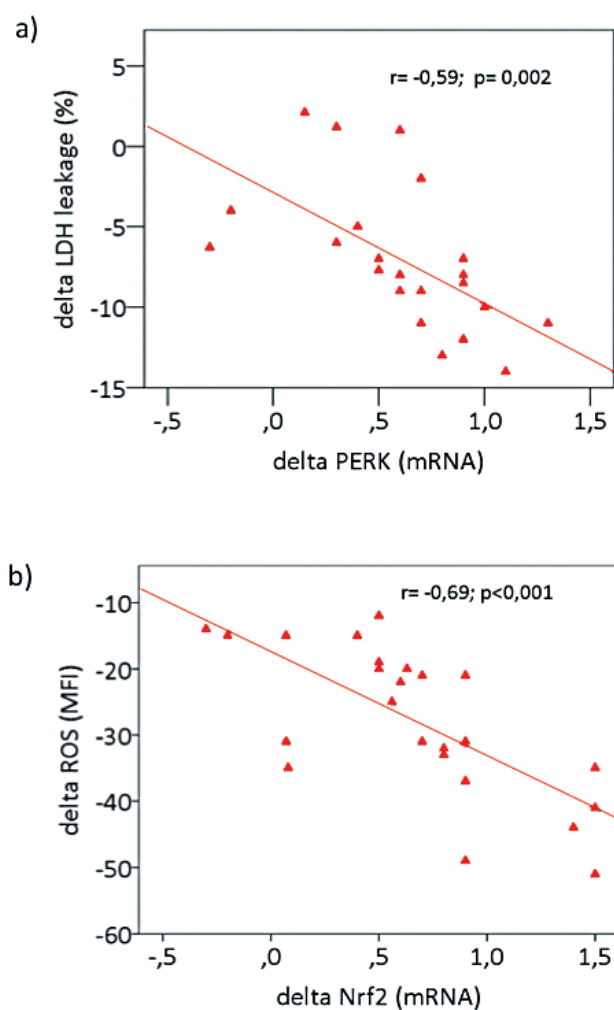 a)
r= -0,59; p= 0,002
5
0
-5
-10
-15
delta LDH leakage (%)
-,5 ,0 ,5 1,0 1,5
delta PERK (mRNA)
b)
r= -0,69; p<0,001
-10
-20
-30
-40
-50
-60
delta ROS (MFI)
-,5 ,0 ,5 1,0 1,5
delta Nrf2 (mRNA)